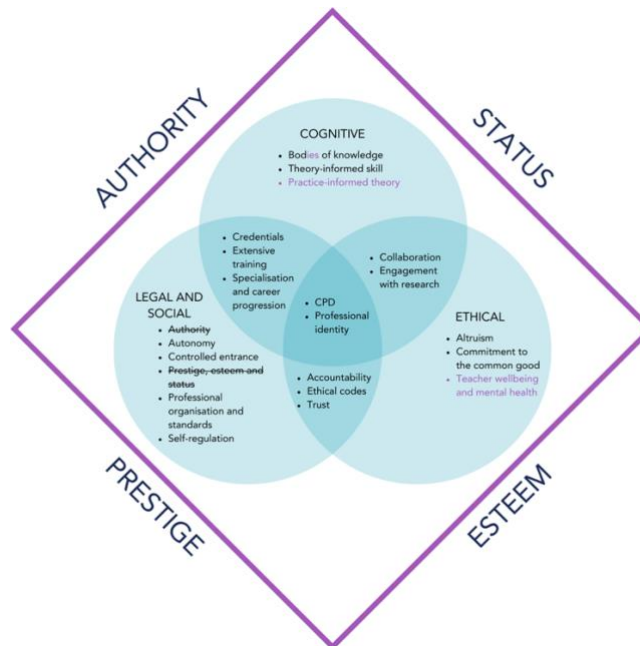 AUTHORITY
STATUS
COGNITIVE
• Bodies of knowledge
• Theory-informed skill
• Practice-informed theory
• Credentials
• Extensive
training
• Specialisation
and career
progression
• Collaboration
• Engagement
with research
• CPD
• Professional
identity
LEGAL AND
SOCIAL
• Authority
• Autonomy
• Controlled entrance
• Prestige, esteem and
status
• Professional
organisation and
standards
• Self-regulation
ETHICAL
• Altruism
• Commitment to
the common good
• Teacher wellbeing
and mental health
• Accountability
• Ethical codes
• Trust
PRESTIGE
ESTEEM